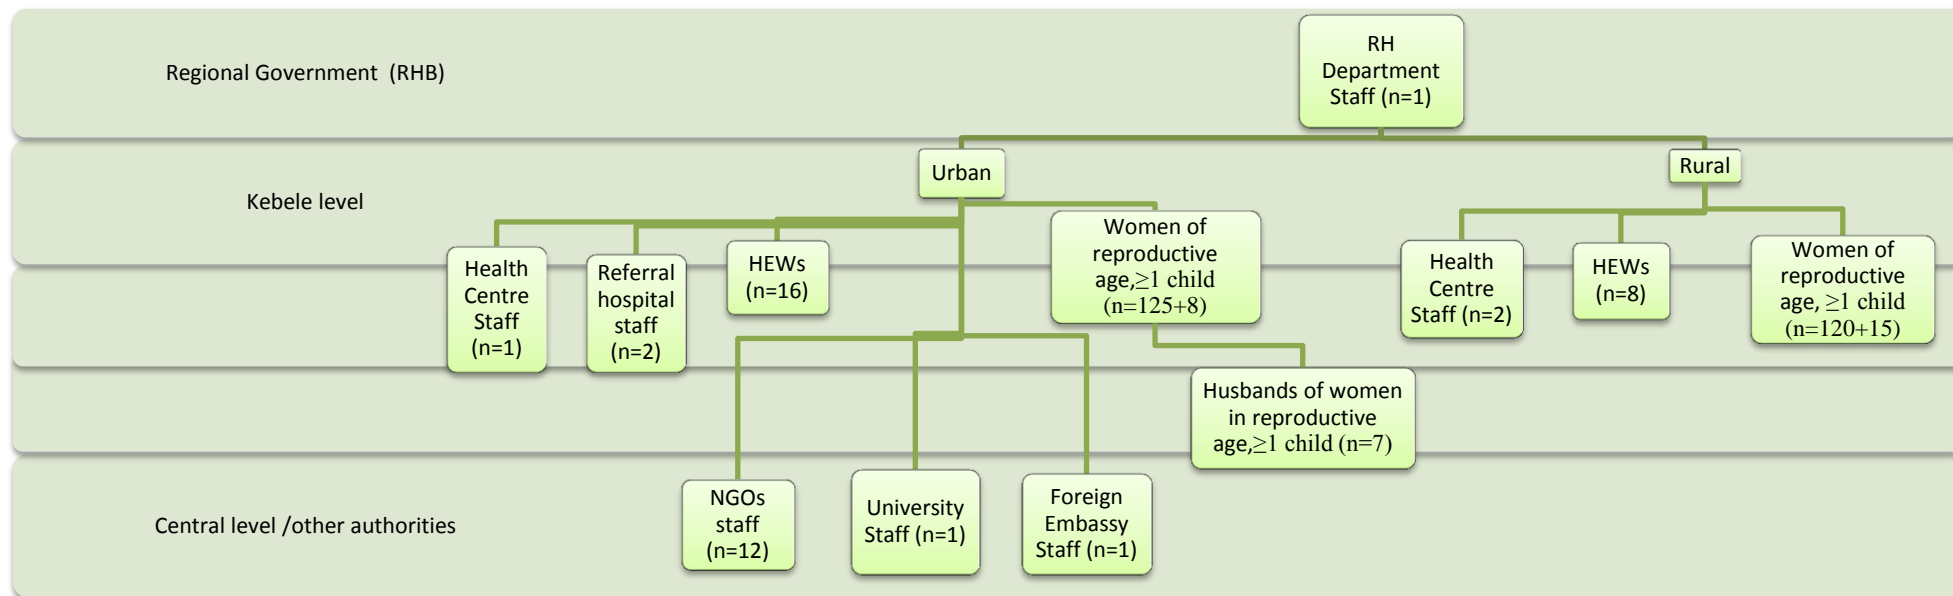 RH
Department
Staff (n=1)
Regional Government  (RHB)
Urban
Rural
Kebele level
Health
Centre
Staff
(n=1)
Referral
hospital
staff
(n=2)
HEWs
(n=16)
Women of
reproductive
age,≥1 child
(n=125+8)
Health
Centre
Staff (n=2)
HEWs
(n=8)
Women of
reproductive
age, ≥1 child
(n=120+15)
Husbands of women
in reproductive
age,≥1 child (n=7)
Central level /other authorities
NGOs
staff
(n=12)
University
Staff (n=1)
Foreign
Embassy
Staff (n=1)